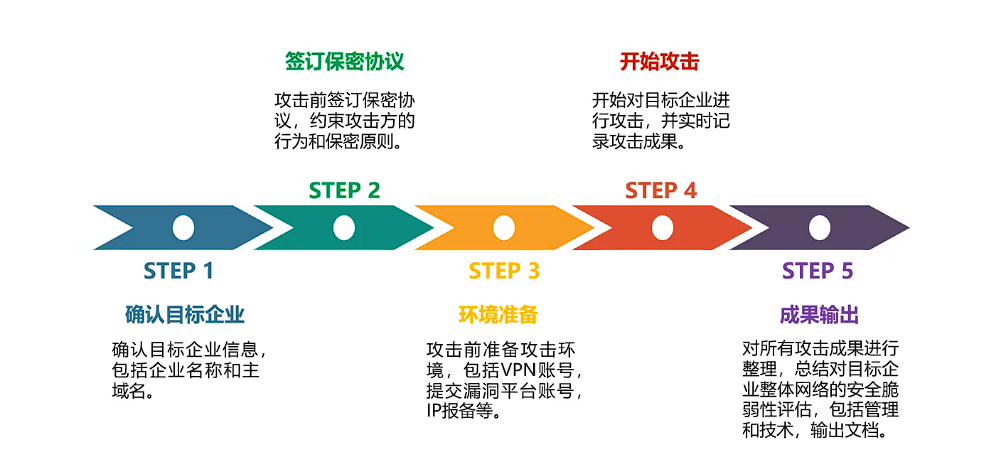 签订保密协议
攻击前签订保密协
议，约束攻击方的
行为和保密原则。
开始攻击
开始对目标企业进
行攻击，并实时记
录攻击成果。
STEP 2
STEP 4
STEP 1
STEP 3
STEP 5
确认目标企业
确认目标企业信息，
包括企业名称和主
域名。
环境准备
攻击前准备攻击环
境，包括VPN账号，
提交漏洞平台账号，
IP报备等。
成果输出
对所有攻击成果进行
整理，总结对目标企
业整体网络的安全脆
弱性评估，包括管理
和技术，输出文档。